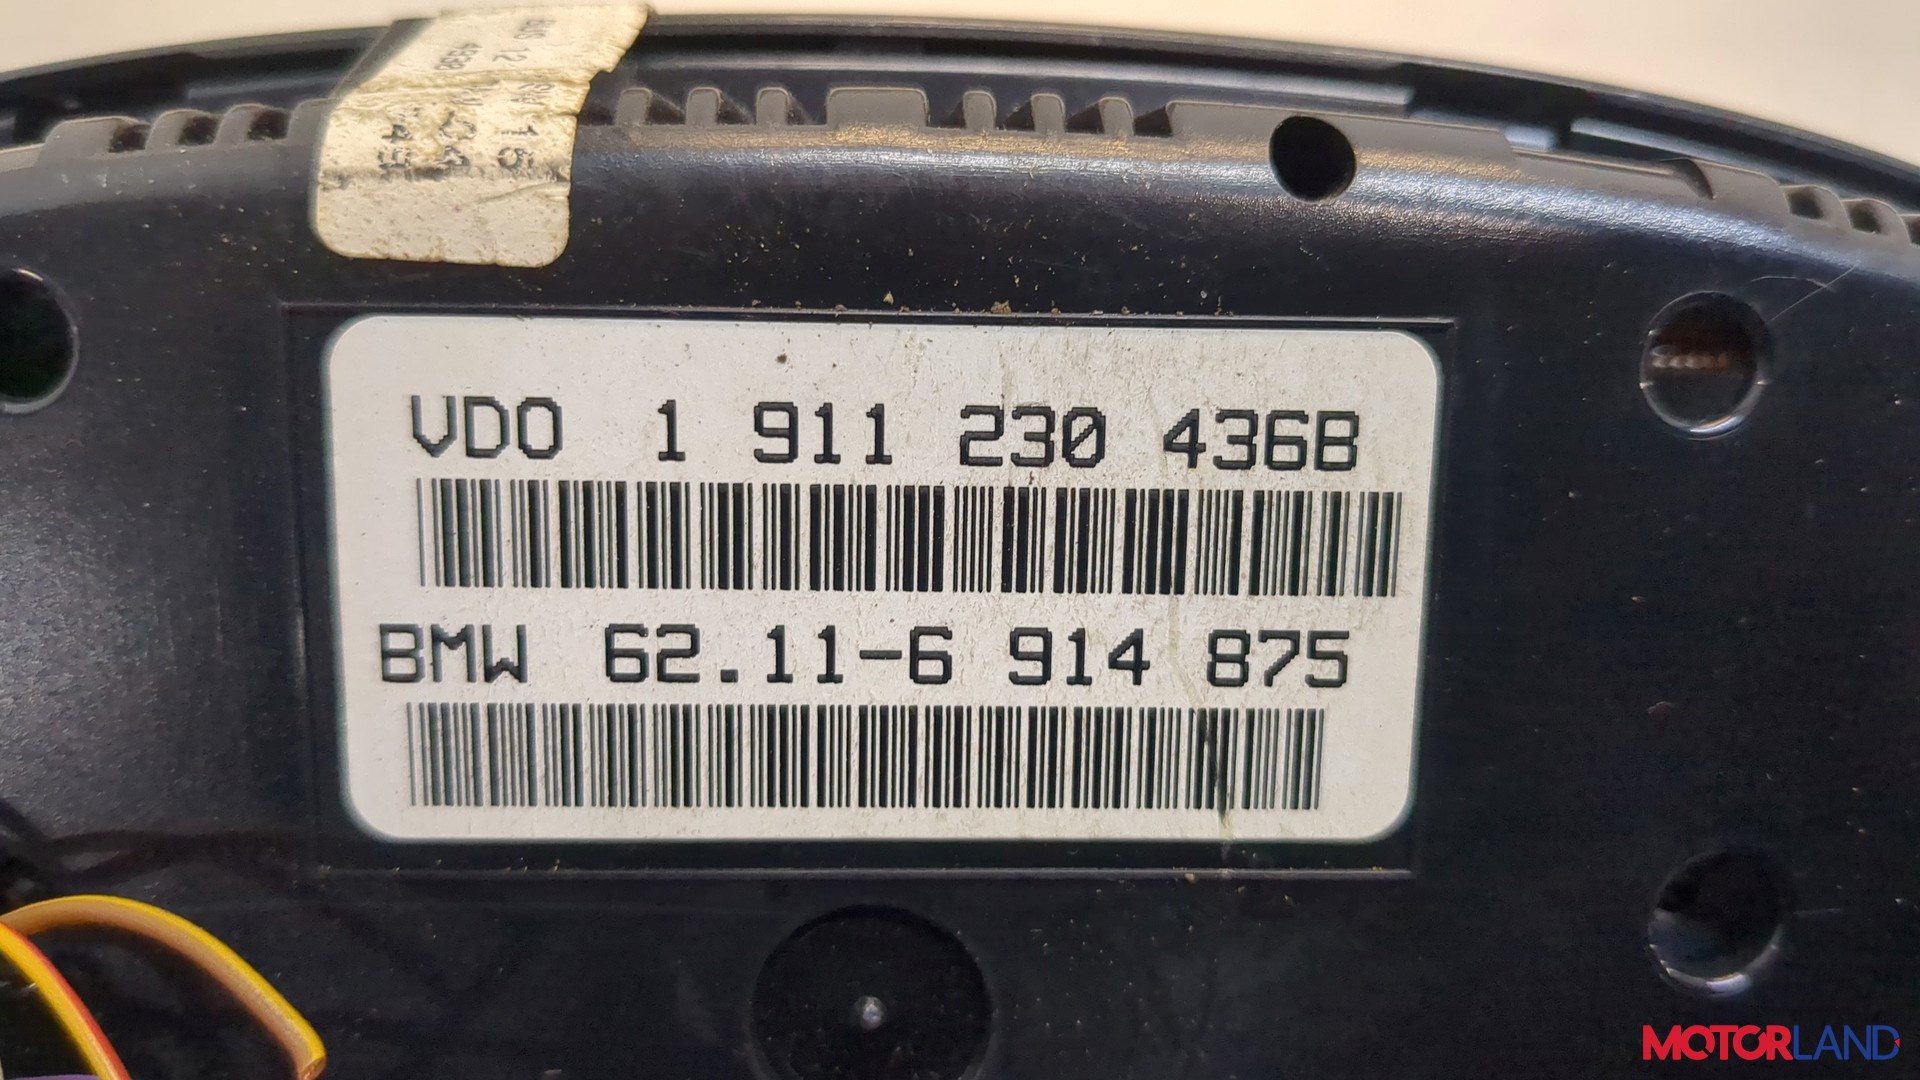 VDO 1 911 230 436B
BMW 62.11-6 914 875
MOTORLAND